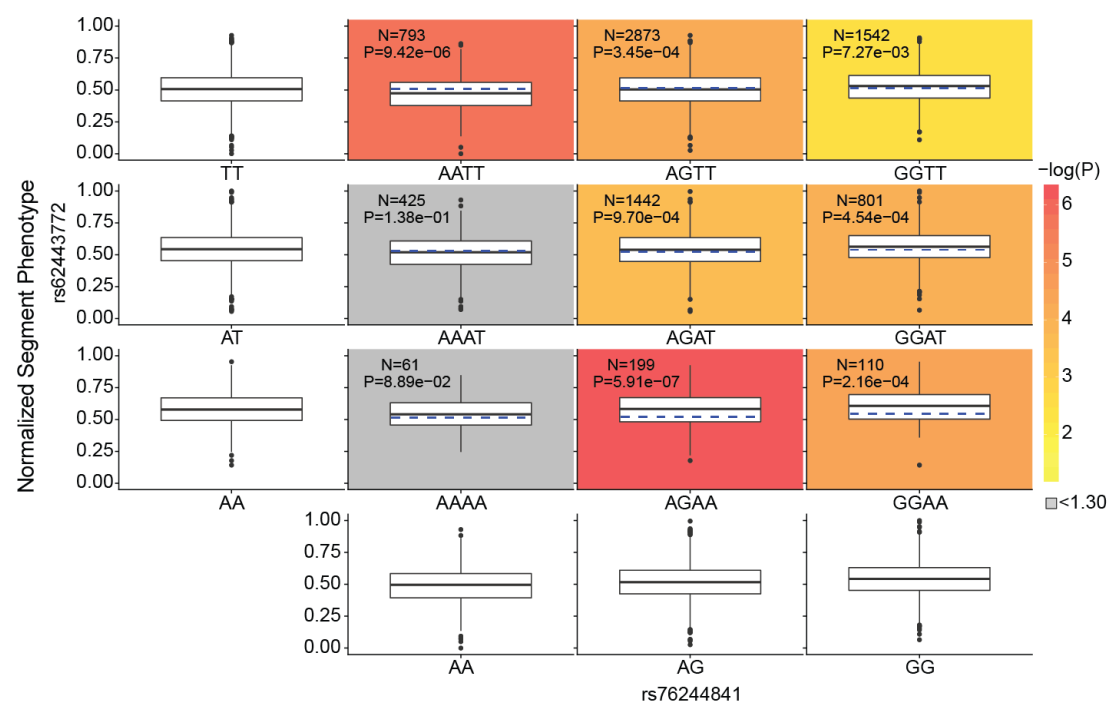 1.00
0.75
0.50
0.25
0.00
N=793
P=9.42e−06
N=2873
P=3.45e−04
N=1542
P=7.27e−03
TT
AATT
AGTT
GGTT
−log(P)
Normalized Segment Phenotype
rs62443772
1.00
0.75
0.50
0.25
0.00
N=425
P=1.38e−01
N=1442
P=9.70e−04
N=801
P=4.54e−04
AT
AAAT
AGAT
GGAT
6
5
4
3
2
<1.30
1.00
0.75
0.50
0.25
0.00
N=61
P=8.89e−02
N=199
P=5.91e−07
N=110
P=2.16e−04
AA
AAAA
AGAA
GGAA
1.00
0.75
0.50
0.25
0.00
AA
AG
GG
rs76244841